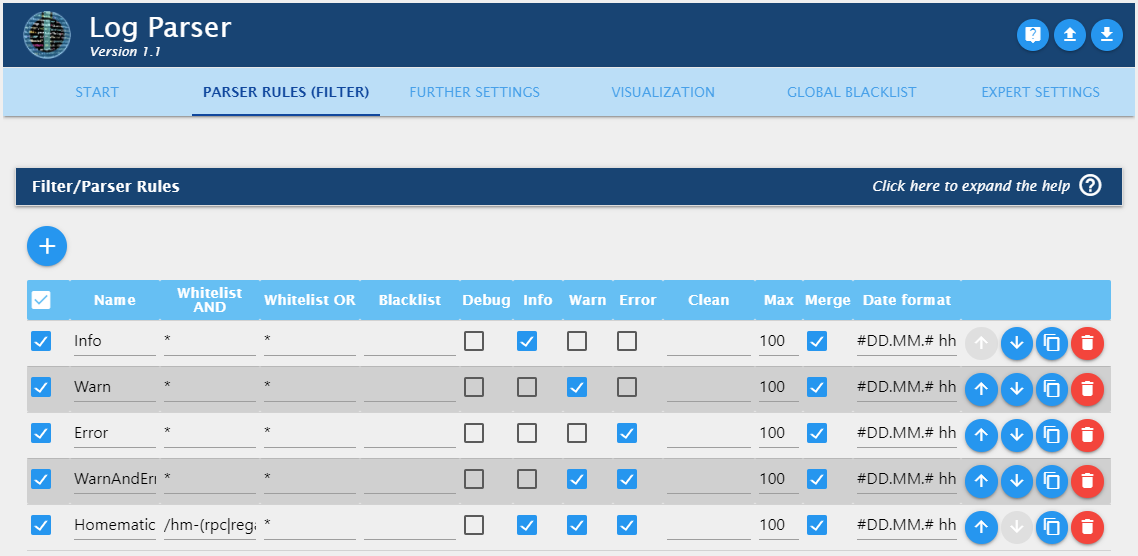 Log Parser
Version 1.1
START PARSER RULES (FILTER) FURTHER SETTINGS VISUALIZATION GLOBAL BLACKLIST EXPERT SETTINGS
Filter/Parser Rules Click here to expand the help ?
Name Whitelist AND Whitelist OR Blacklist Debug Info Warn Error Clean Max Merge Date format
Info * * 100 #DD.MM.# hh
Warn * * 100 #DD.MM.# hh
Error * * 100 #DD.MM.# hh
WarnAndErr * * 100 #DD.MM.# hh
Homematic /hm-(rpc|rega * 100 #DD.MM.# hh